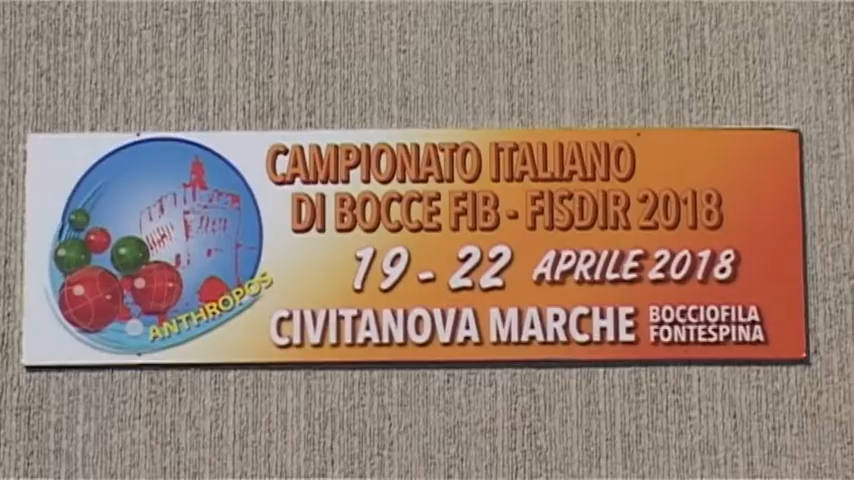 CAMPIONATO ITALIANO
DI BOCCE FIB - FISDIR 2018
19 - 22 APRILE 2018
CIVITANOVA MARCHE BOCCIOFILA FONTESPINA
ANTHROPOS